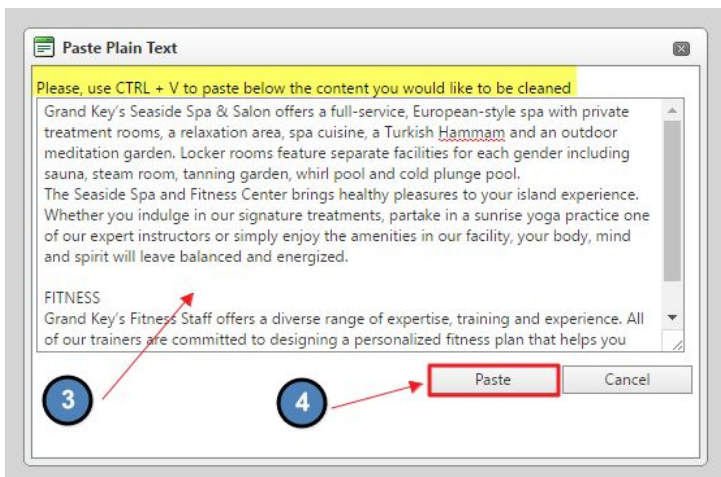 Paste Plain Text
Please, use CTRL + V to paste below the content you would like to be cleaned
Grand Key's Seaside Spa & Salon offers a full-service, European-style spa with private
treatment rooms, a relaxation area, spa cuisine, a Turkish Hammam and an outdoor
meditation garden. Locker rooms feature separate facilities for each gender including
sauna, steam room, tanning garden, whirl pool and cold plunge pool.
The Seaside Spa and Fitness Center brings healthy pleasures to your island experience.
Whether you indulge in our signature treatments, partake in a sunrise yoga practice one
of our expert instructors or simply enjoy the amenities in our facility, your body, mind
and spirit will leave balanced and energized.
FITNESS
Grand Key's Fitness Staff offers a diverse range of expertise, training and experience. All
of our trainers are committed to designing a personalized fitness plan that helps you
Paste
Cancel
3
4